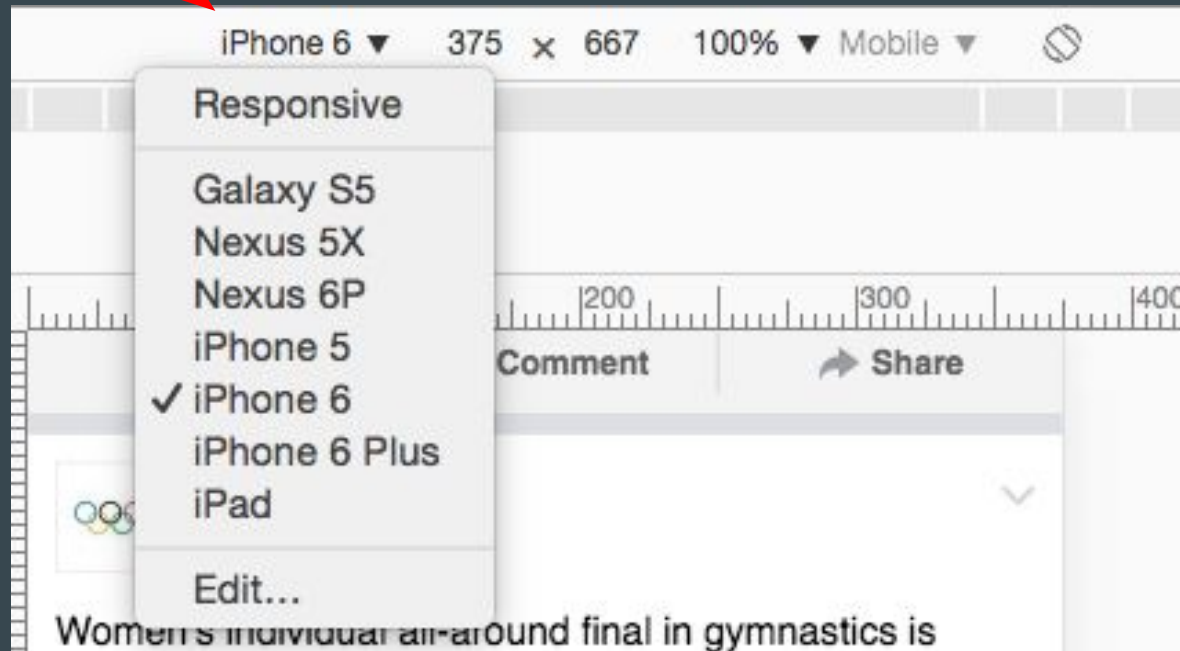 iPhone 6 ▼ 375 × 667 100% ▼ Mobile ▼
Responsive
Galaxy S5
Nexus 5X
Nexus 6P
iPhone 5
✓ iPhone 6
iPhone 6 Plus
iPad
Edit...
200 300 400
Comment Share
Women's individual all-around final in gymnastics is